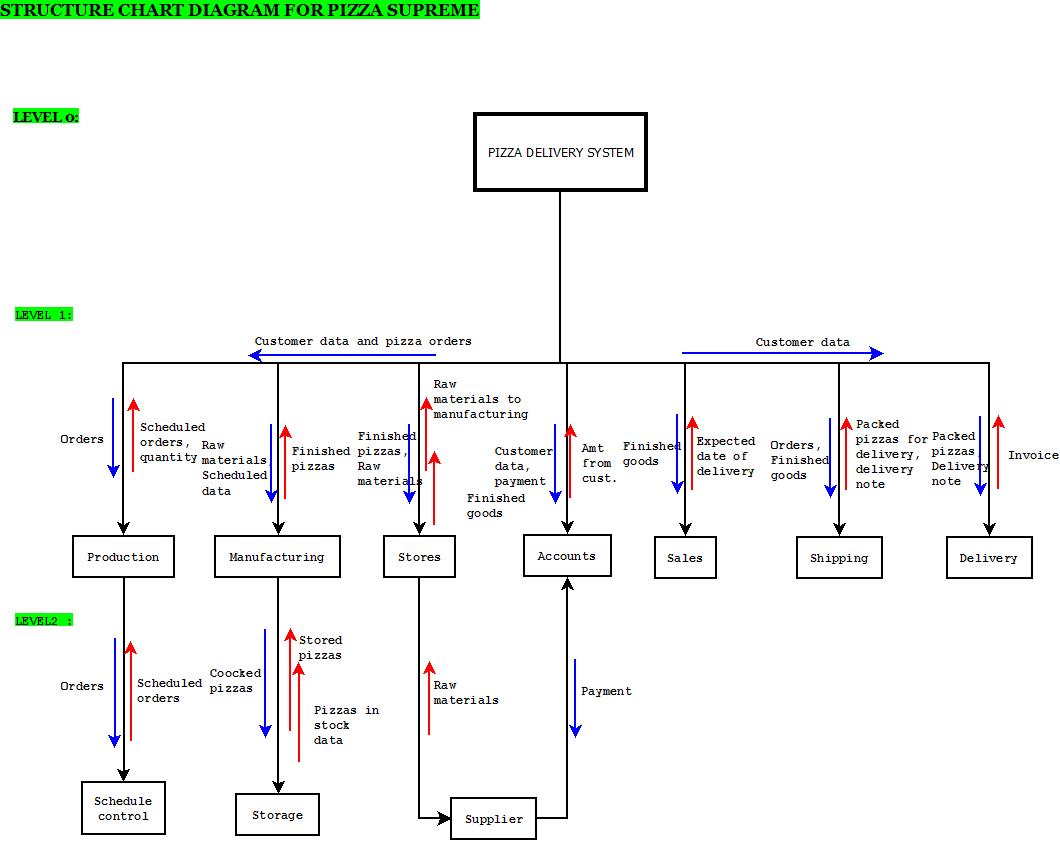 STRUCTURE CHART DIAGRAM FOR PIZZA SUPREME
LEVEL 0:
PIZZA DELIVERY SYSTEM
LEVEL 1:
Customer data and pizza orders
Customer data
Orders
Scheduled
orders,
quantity
Raw
materials,
Scheduled
data
Finished
pizzas
Finished
pizzas,
Raw
materials
Raw
materials to
manufacturing
Customer
data,
payment
Finished
goods
Amt
from
cust.
Finished
goods
Expected
date of
delivery
Orders,
Finished
goods
Packed
pizzas for
delivery,
delivery
note
Packed
pizzas,
Delivery
note
Invoice
Production
Manufacturing
Stores
Accounts
Sales
Shipping
Delivery
LEVEL2 :
Orders
Scheduled
orders
Coocked
pizzas
Stored
pizzas
Pizzas in
stock
data
Raw
materials
Payment
Schedule
control
Storage
Supplier